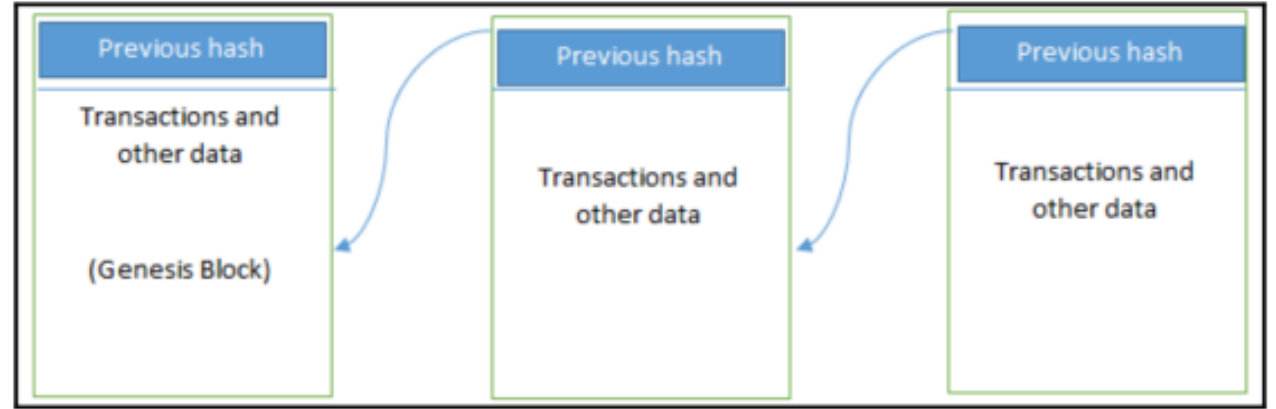 Previous hash
Transactions and
other data
(Genesis Block)
Previous hash
Transactions and
other data
Previous hash
Transactions and
other data